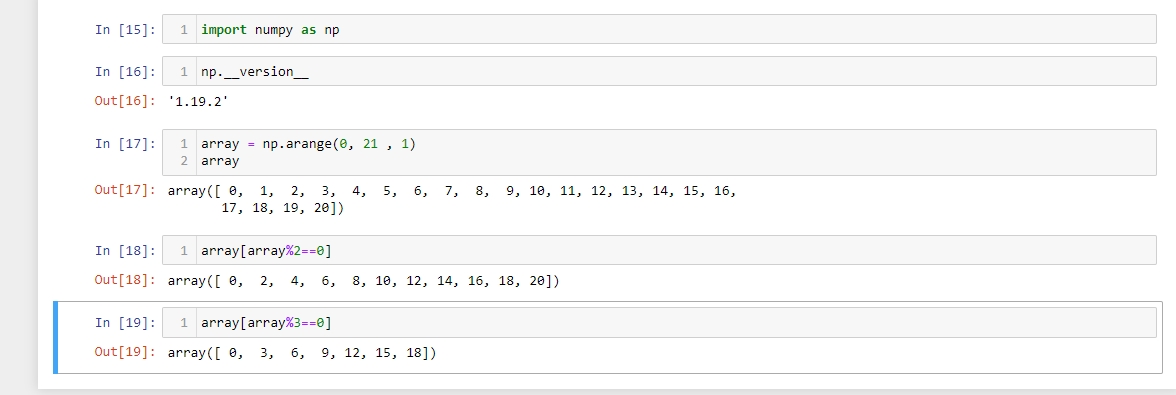 In [15]: 1 import numpy as np
In [16]: 1 np.__version__
Out[16]: '1.19.2'
In [17]: 1 array = np.arange(0, 21 , 1)
2 array
Out[17]: array([ 0,  1,  2,  3,  4,  5,  6,  7,  8,  9, 10, 11, 12, 13, 14, 15, 16,
17, 18, 19, 20])
In [18]: 1 array[array%2==0]
Out[18]: array([ 0,  2,  4,  6,  8, 10, 12, 14, 16, 18, 20])
In [19]: 1 array[array%3==0]
Out[19]: array([ 0,  3,  6,  9, 12, 15, 18])